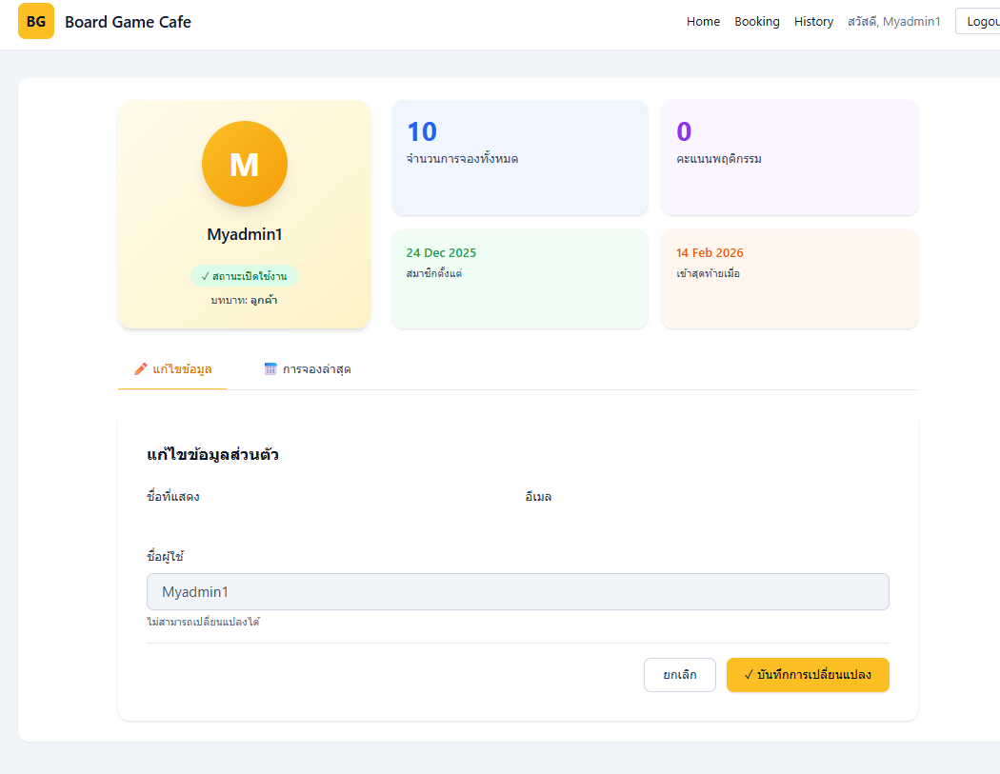 BG Board Game Cafe
Home Booking History สวัสดี, Myadmin1 Logou
M
Myadmin1
✓ สถานะเปิดใช้งาน
บทบาท: ลูกค้า
10
จำนวนการจองทั้งหมด
0
คะแนนพฤติกรรม
24 Dec 2025
สมาชิกตั้งแต่
14 Feb 2026
เข้าสุดท้ายเมื่อ
แก้ไขข้อมูล
การจองล่าสุด
แก้ไขข้อมูลส่วนตัว
ชื่อที่แสดง
อีเมล
ชื่อผู้ใช้
Myadmin1
ไม่สามารถเปลี่ยนแปลงได้
ยกเลิก
✓ บันทึกการเปลี่ยนแปลง